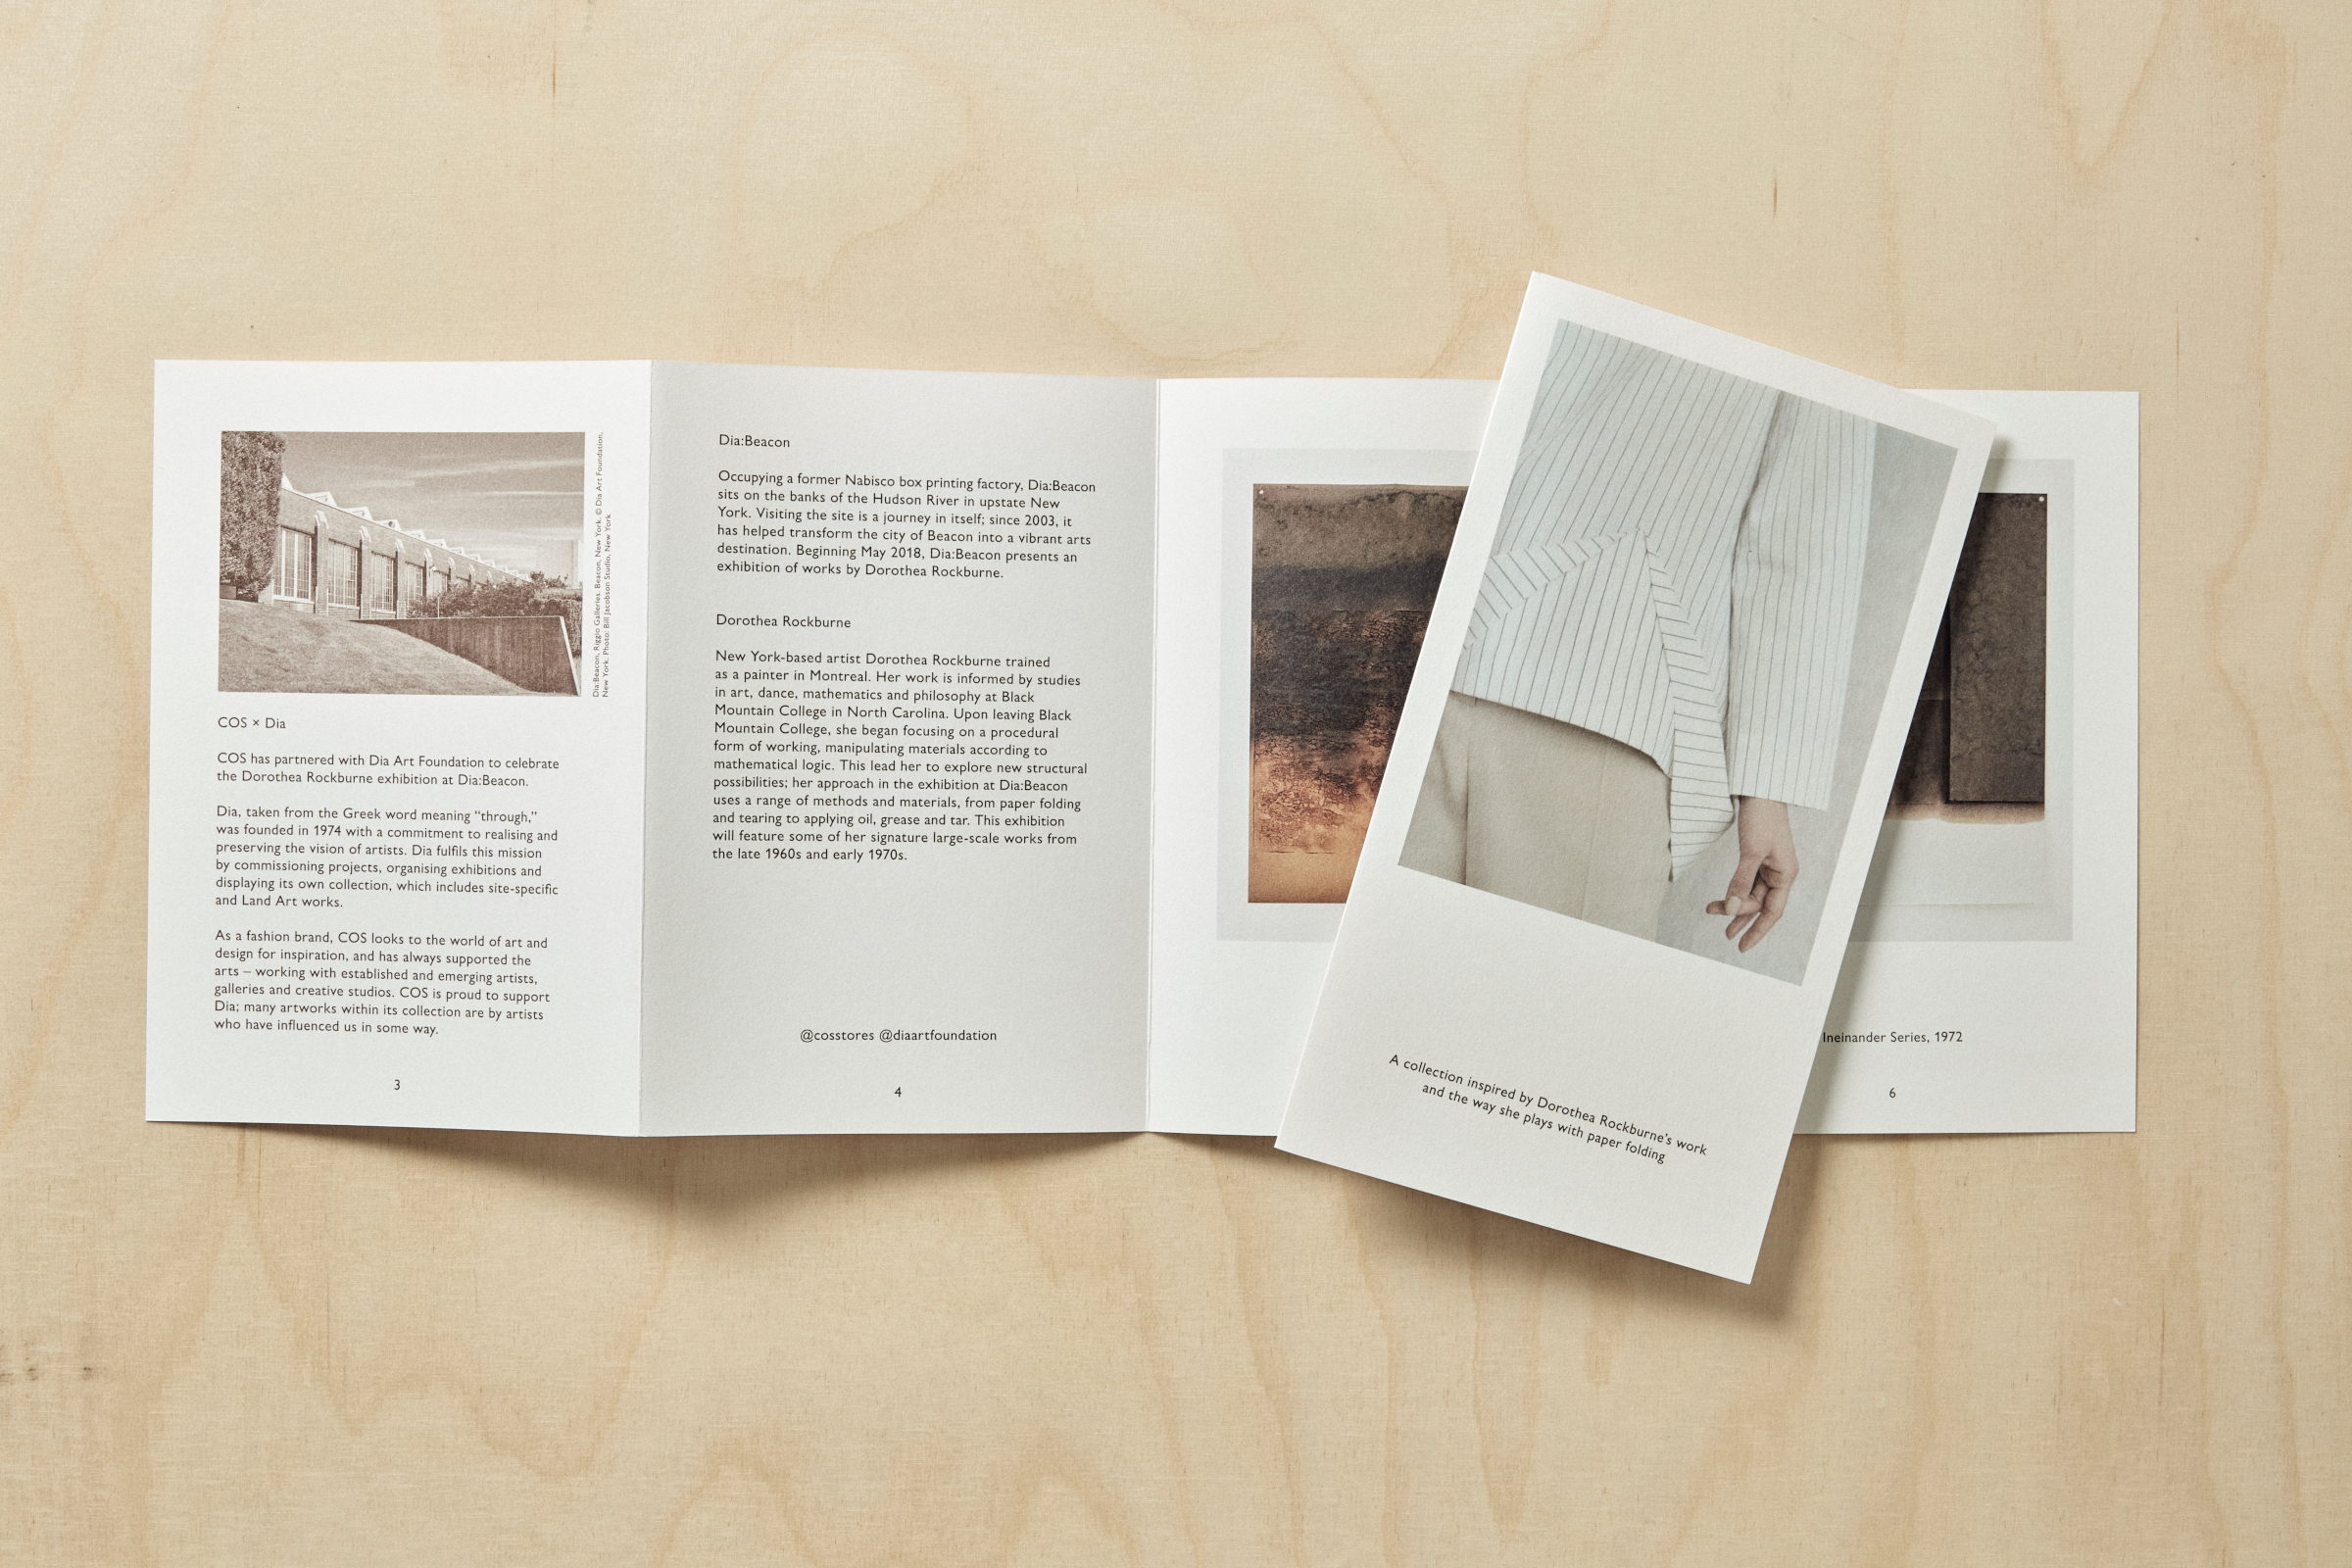 Dia:Beacon, Riggio Galleries. Beacon, New York. © Dia Art Foundation,
New York. Photo: Bill Jacobson Studio, New York
COS × Dia
COS has partnered with Dia Art Foundation to celebrate
the Dorothea Rockburne exhibition at Dia:Beacon.
Dia, taken from the Greek word meaning “through,”
was founded in 1974 with a commitment to realising and
preserving the vision of artists. Dia fulfils this mission
by commissioning projects, organising exhibitions and
displaying its own collection, which includes site-specific
and Land Art works.
As a fashion brand, COS looks to the world of art and
design for inspiration, and has always supported the
arts – working with established and emerging artists,
galleries and creative studios. COS is proud to support
Dia; many artworks within its collection are by artists
who have influenced us in some way.
3
Dia:Beacon
Occupying a former Nabisco box printing factory, Dia:Beacon
sits on the banks of the Hudson River in upstate New
York. Visiting the site is a journey in itself; since 2003, it
has helped transform the city of Beacon into a vibrant arts
destination. Beginning May 2018, Dia:Beacon presents an
exhibition of works by Dorothea Rockburne.
Dorothea Rockburne
New York-based artist Dorothea Rockburne trained
as a painter in Montreal. Her work is informed by studies
in art, dance, mathematics and philosophy at Black
Mountain College in North Carolina. Upon leaving Black
Mountain College, she began focusing on a procedural
form of working, manipulating materials according to
mathematical logic. This lead her to explore new structural
possibilities; her approach in the exhibition at Dia:Beacon
uses a range of methods and materials, from paper folding
and tearing to applying oil, grease and tar. This exhibition
will feature some of her signature large-scale works from
the late 1960s and early 1970s.
@cosstores @diaartfoundation
4
A collection inspired by Dorothea Rockburne’s work
and the way she plays with paper folding
Ineinander Series, 1972
6